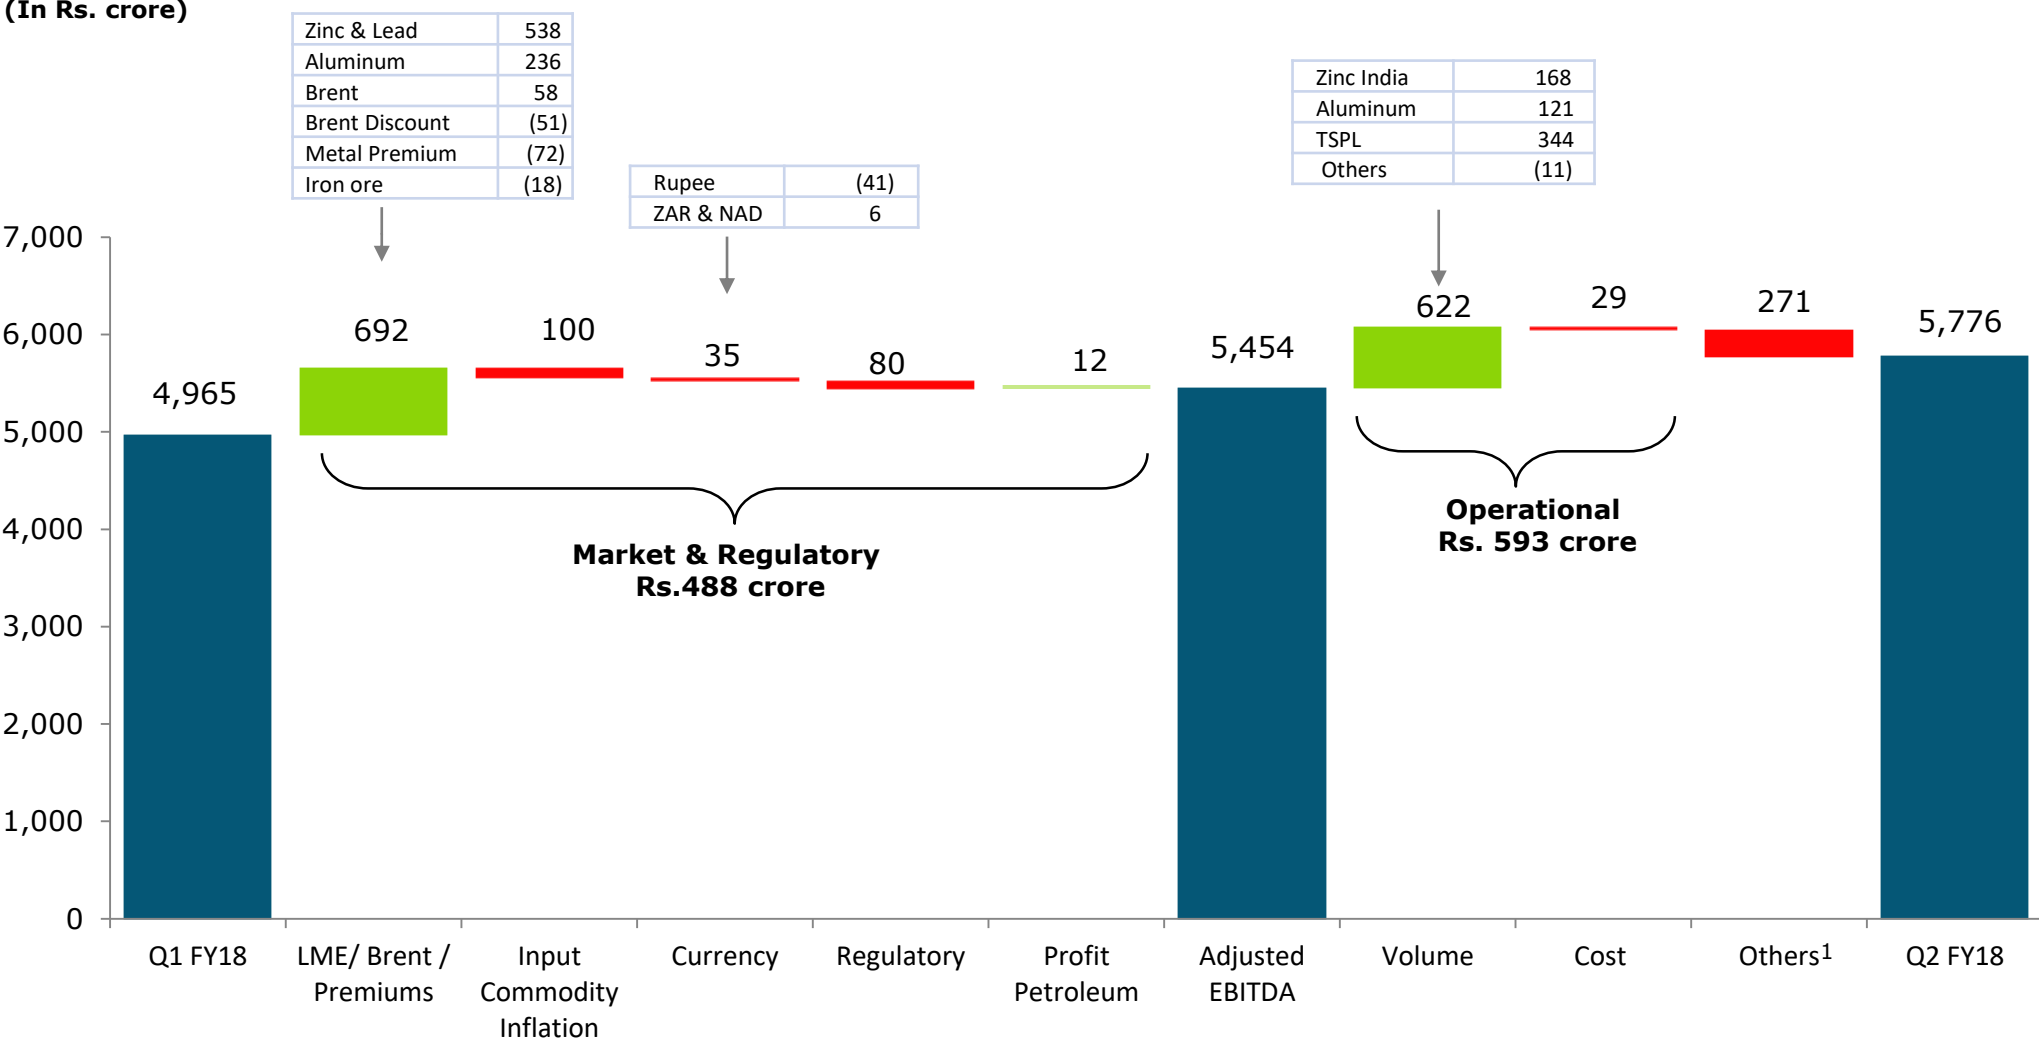 (In Rs. crore)
Zinc & Lead 538
Aluminum 236
Brent 58
Brent Discount (51)
Metal Premium (72)
Iron ore (18)
Rupee (41)
ZAR & NAD 6
Zinc India 168
Aluminum 121
TSPL 344
Others (11)
7,000
6,000
5,000
4,000
3,000
2,000
1,000
0
4,965
692
100
35
80
12
5,454
622
29
271
5,776
Market & Regulatory
Rs.488 crore
Operational
Rs. 593 crore
Q1 FY18
LME/ Brent /
Premiums
Input
Commodity
Inflation
Currency
Regulatory
Profit
Petroleum
Adjusted
EBITDA
Volume
Cost
Others1
Q2 FY18